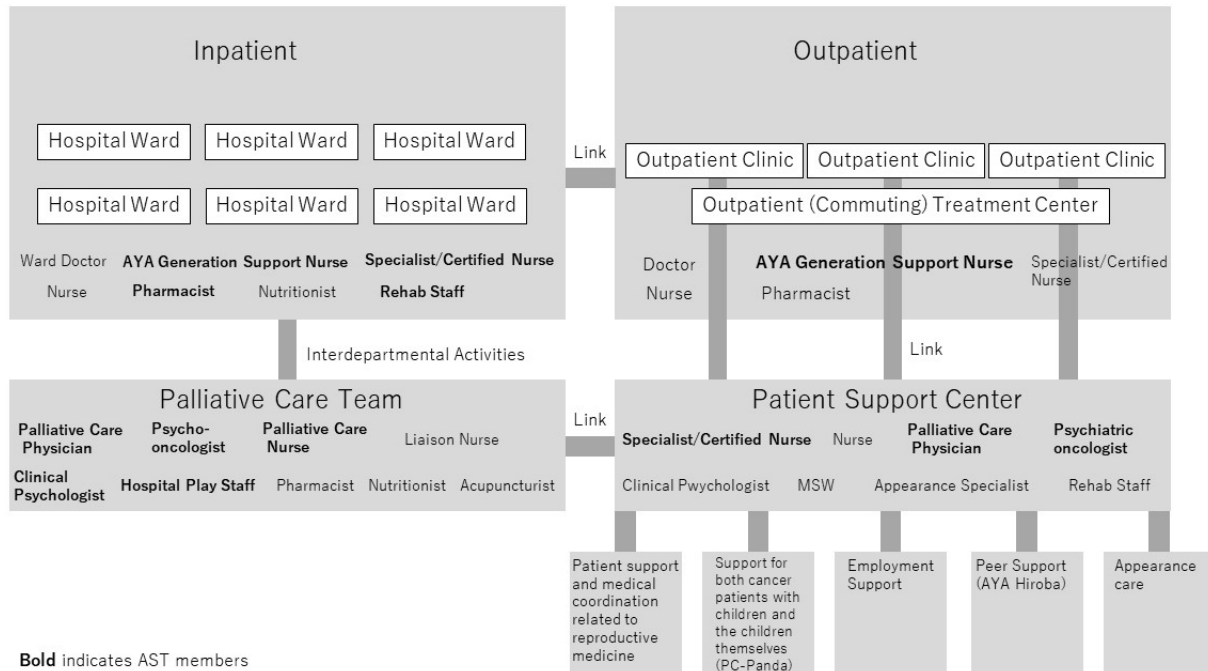 Inpatient
Hospital Ward
Hospital Ward
Hospital Ward
Hospital Ward
Hospital Ward
Hospital Ward
Ward Doctor
AYA Generation Support Nurse
Specialist/Certified Nurse
Nurse
Pharmacist
Nutritionist
Rehab Staff
Link
Outpatient
Outpatient Clinic
Outpatient Clinic
Outpatient Clinic
Outpatient (Commuting) Treatment Center
Doctor
AYA Generation Support Nurse
Specialist/Certified
Nurse
Nurse
Pharmacist
Interdepartmental Activities
Link
Palliative Care Team
Palliative Care
Physician
Psycho-
oncologist
Palliative Care
Nurse
Liaison Nurse
Clinical
Psychologist
Hospital Play Staff
Pharmacist
Nutritionist
Acupuncturist
Link
Patient Support Center
Specialist/Certified Nurse
Nurse
Palliative Care
Physician
Psychiatric
oncologist
Clinical Pwychologist
MSW
Appearance Specialist
Rehab Staff
Patient support
and medical
coordination
related to
reproductive
medicine
Support for
both cancer
patients with
children and
the children
themselves
(PC-Panda)
Employment
Support
Peer Support
(AYA Hiroba)
Appearance
care
Bold indicates AST members